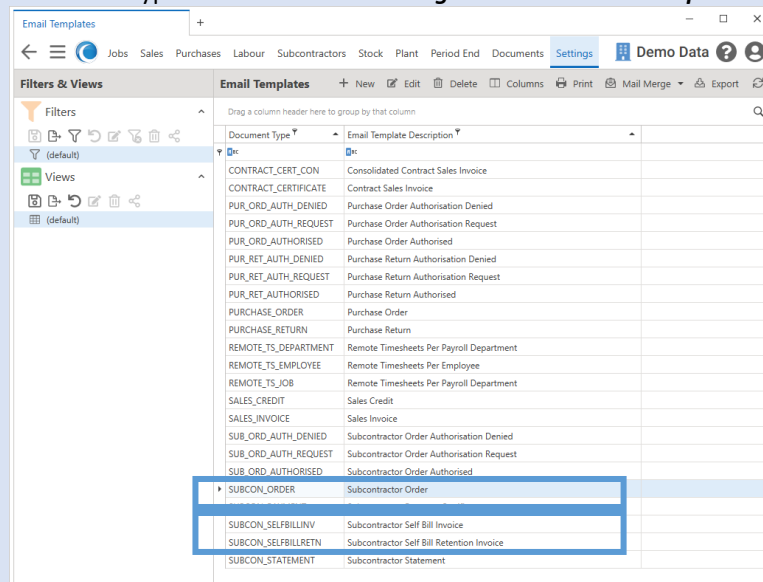 Email Templates +
Jobs Sales Purchases Labour Subcontractors Stock Plant Period End Documents Settings Demo Data ?
Filters & Views
Email Templates + New Edit Delete Columns Print Mail Merge Export
Filters
Drag a column header here to group by that column
Document Type Email Template Description
(default)
Views
(default)
CONTRACT_CERT_CON Consolidated Contract Sales Invoice
CONTRACT_CERTIFICATE Contract Sales Invoice
PUR_ORD_AUTH_DENIED Purchase Order Authorisation Denied
PUR_ORD_AUTH_REQUEST Purchase Order Authorisation Request
PUR_ORD_AUTHORISED Purchase Order Authorised
PUR_RET_AUTH_DENIED Purchase Return Authorisation Denied
PUR_RET_AUTH_REQUEST Purchase Return Authorisation Request
PUR_RET_AUTHORISED Purchase Return Authorised
PURCHASE_ORDER Purchase Order
PURCHASE_RETURN Purchase Return
REMOTE_TS_DEPARTMENT Remote Timesheets Per Payroll Department
REMOTE_TS_EMPLOYEE Remote Timesheets Per Employee
REMOTE_TS_JOB Remote Timesheets Per Payroll Department
SALES_CREDIT Sales Credit
SALES_INVOICE Sales Invoice
SUB_ORD_AUTH_DENIED Subcontractor Order Authorisation Denied
SUB_ORD_AUTH_REQUEST Subcontractor Order Authorisation Request
SUB_ORD_AUTHORISED Subcontractor Order Authorised
SUBCON_ORDER Subcontractor Order
SUBCON_SELFBILLINV Subcontractor Self Bill Invoice
SUBCON_SELFBILLRETN Subcontractor Self Bill Retention Invoice
SUBCON_STATEMENT Subcontractor Statement